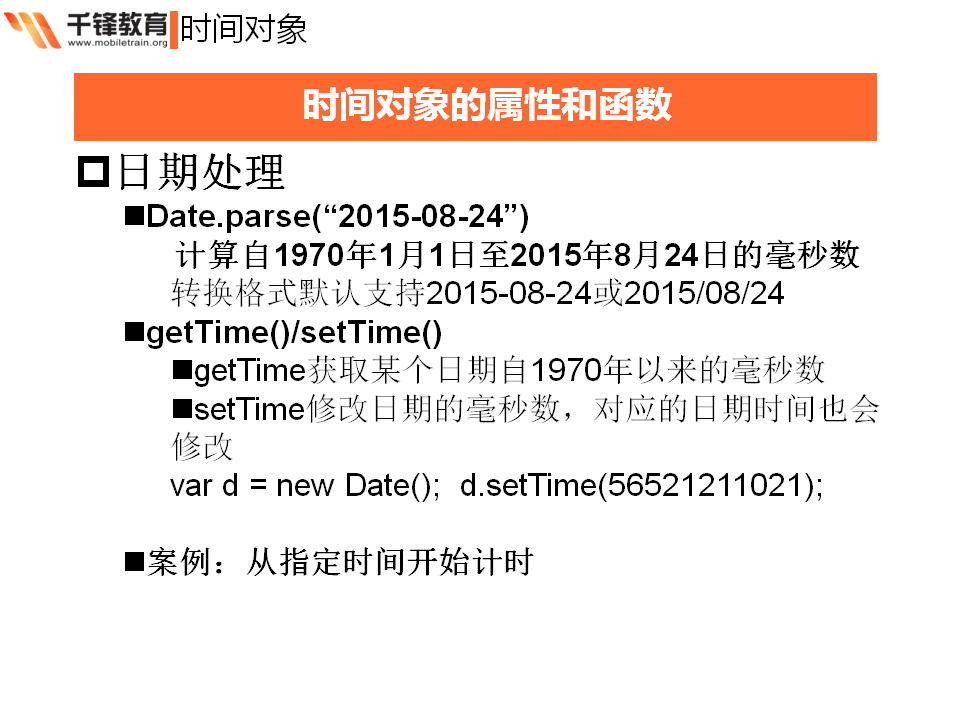 千锋教育
www.mobiletrain.org
时间对象
时间对象的属性和函数
日期处理
Date.parse(“2015-08-24”)
计算自1970年1月1日至2015年8月24日的毫秒数
转换格式默认支持2015-08-24或2015/08/24
getTime()/setTime()
getTime获取某个日期自1970年以来的毫秒数
setTime修改日期的毫秒数，对应的日期时间也会
修改
var d = new Date(); d.setTime(56521211021);
案例：从指定时间开始计时